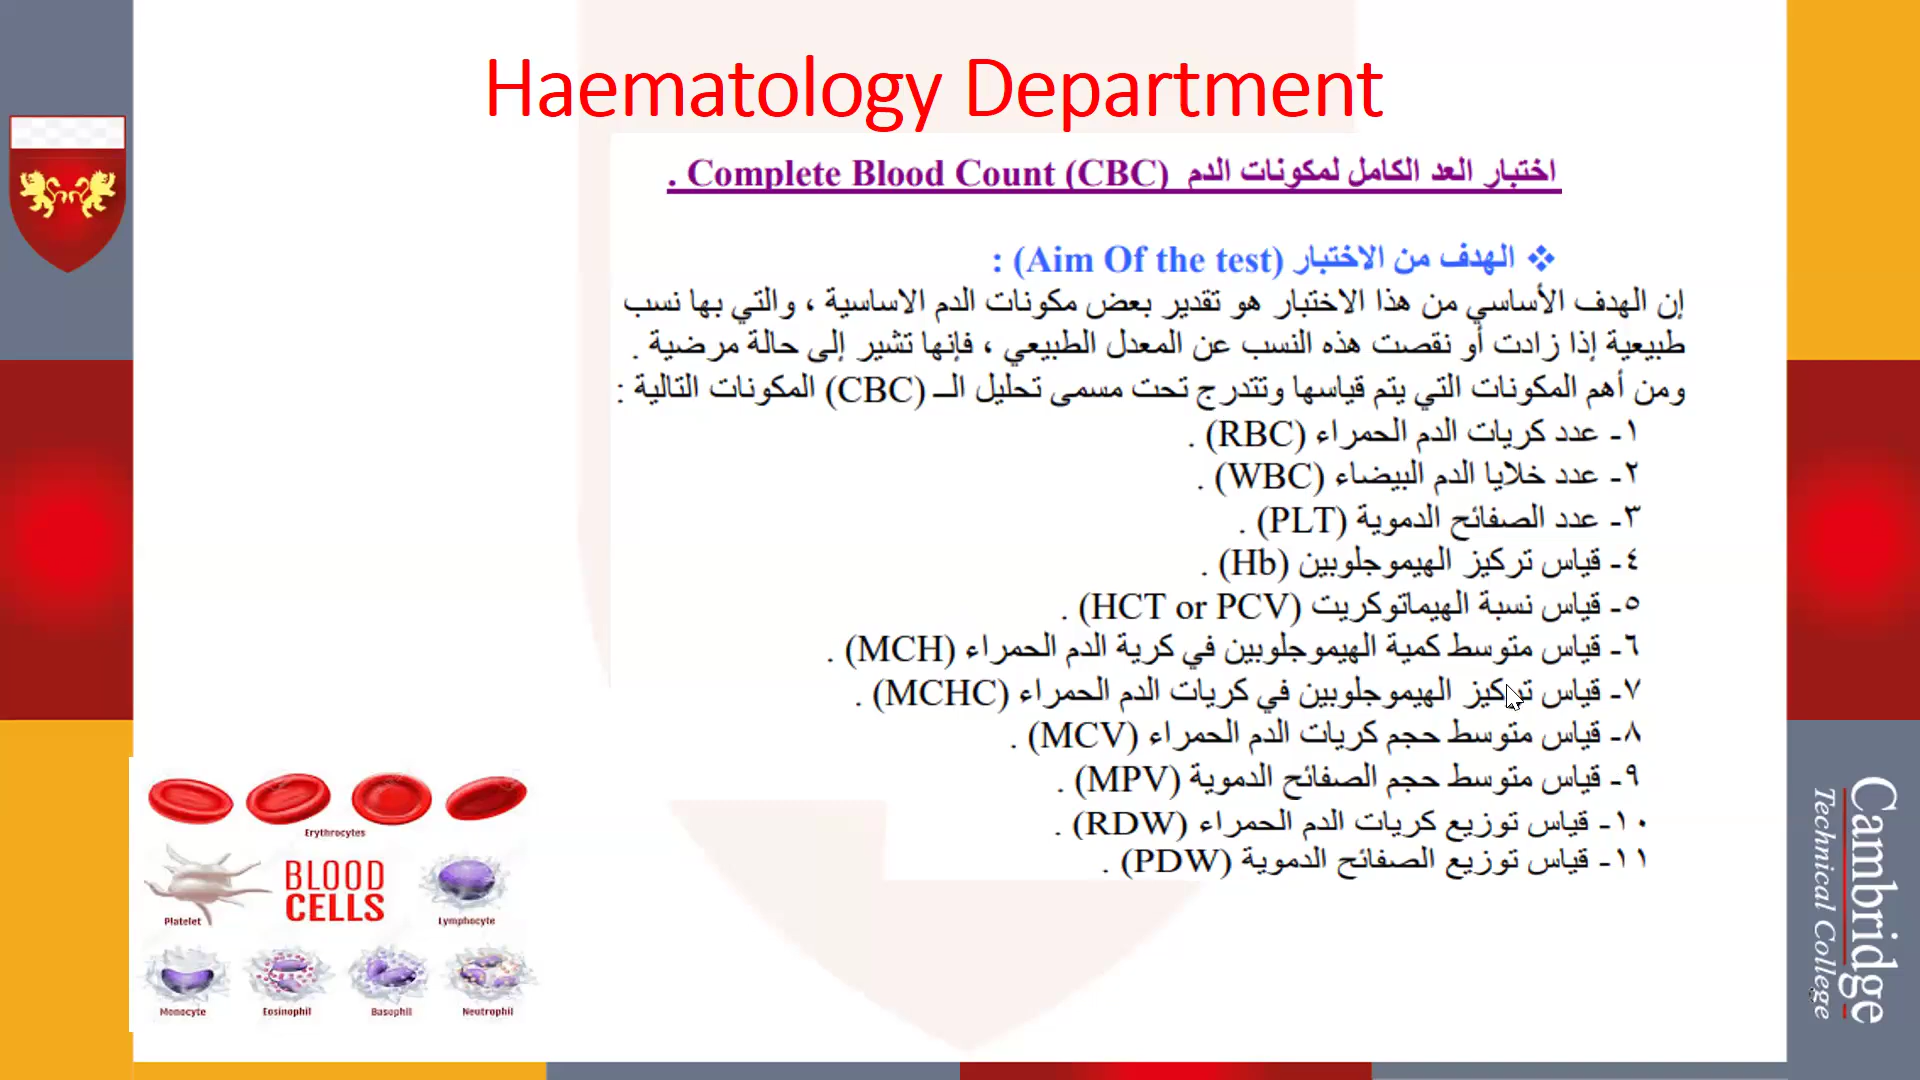 Haematology Department
اختبار العد الكامل لمكونات الدم Complete Blood Count (CBC) .
❖ الهدف من الاختبار (Aim Of the test) :
إن الهدف الأساسي من هذا الاختبار هو تقدير بعض مكونات الدم الاساسية ، والتي بها نسب
طبيعية إذا زادت أو نقصت هذه النسب عن المعدل الطبيعي ، فإنها تشير إلى حالة مرضية .
ومن أهم المكونات التي يتم قياسها وتتدرج تحت مسمى تحليل الــ (CBC) المكونات التالية :
١- عدد كريات الدم الحمراء (RBC) .
٢- عدد خلايا الدم البيضاء (WBC) .
٣- عدد الصفائح الدموية (PLT) .
٤- قياس تركيز الهيموجلوبين (Hb) .
٥- قياس نسبة الهيماتوكريت (HCT or PCV) .
٦- قياس متوسط كمية الهيموجلوبين في كرية الدم الحمراء (MCH) .
٧- قياس تركيز الهيموجلوبين في كريات الدم الحمراء (MCHC) .
٨- قياس متوسط حجم كريات الدم الحمراء (MCV) .
٩- قياس متوسط حجم الصفائح الدموية (MPV) .
١٠- قياس توزيع كريات الدم الحمراء (RDW) .
١١- قياس توزيع الصفائح الدموية (PDW) .
Erythrocytes
BLOOD
CELLS
Platelet
Lymphocyte
Monocyte
Eosinophil
Basophil
Neutrophil
Cambridge
Technical College